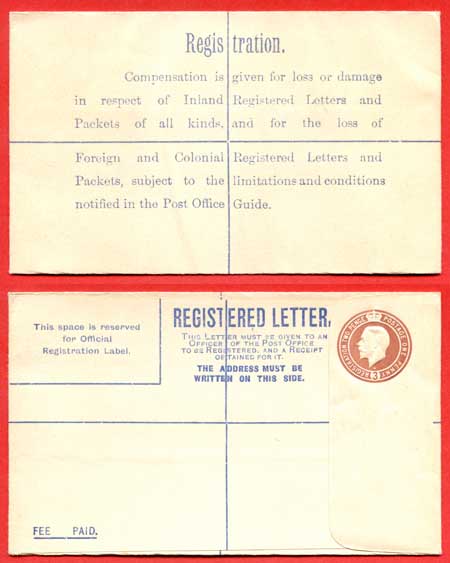 Registration.
Compensation is given for loss or damage
in respect of Inland Registered Letters and
Packets of all kinds, and for the loss of
Foreign and Colonial Registered Letters and
Packets, subject to the limitations and conditions
notified in the Post Office Guide.
This space is reserved
for Official
Registration Label.
REGISTERED LETTER.
THIS LETTER MUST BE GIVEN TO AN
OFFICER OF THE POST OFFICE
TO BE REGISTERED, AND A RECEIPT
OBTAINED FOR IT.
THE ADDRESS MUST BE
WRITTEN ON THIS SIDE.
REGISTRATION TWO PENCE POSTAGE ONE PENNY
3
FEE PAID.